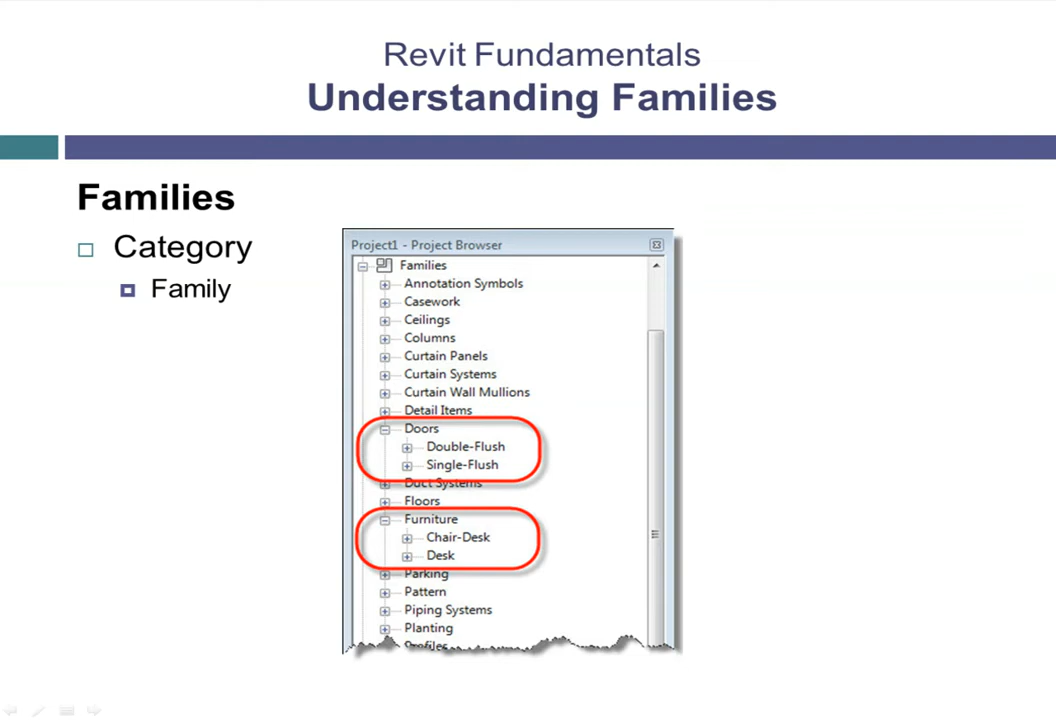 Revit Fundamentals
Understanding Families
Families
Category
Family
Project1 - Project Browser
Families
Annotation Symbols
Casework
Ceilings
Columns
Curtain Panels
Curtain Systems
Curtain Wall Mullions
Detail Items
Doors
Double-Flush
Single-Flush
Duct Systems
Floors
Furniture
Chair-Desk
Desk
Parking
Pattern
Piping Systems
Planting
Profiles